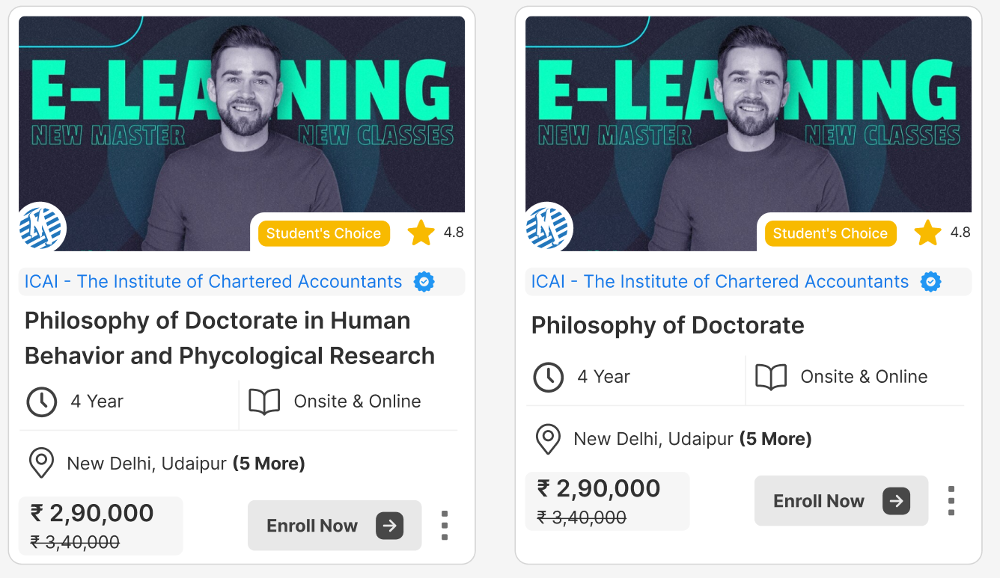 E-LEARNING
NEW MASTER NEW CLASSES
M
Student's Choice 4.8
ICAI - The Institute of Chartered Accountants
Philosophy of Doctorate in Human
Behavior and Phycological Research
4 Year Onsite & Online
New Delhi, Udaipur (5 More)
₹ 2,90,000
₹ 3,40,000
Enroll Now
E-LEARNING
NEW MASTER NEW CLASSES
M
Student's Choice 4.8
ICAI - The Institute of Chartered Accountants
Philosophy of Doctorate
4 Year Onsite & Online
New Delhi, Udaipur (5 More)
₹ 2,90,000
₹ 3,40,000
Enroll Now